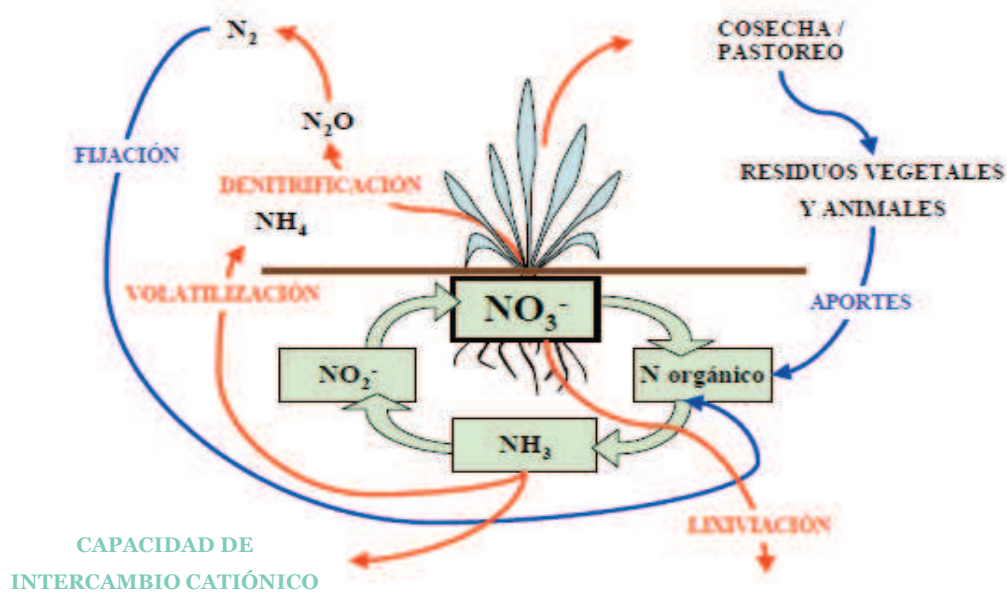 N₂
COSECHA /
PASTOREO
N₂O
FIJACIÓN
DENITRIFICACIÓN
RESIDUOS VEGETALES
Y ANIMALES
NH₄
VOLATILIZACIÓN
NO₃⁻
APORTES
NO₂⁻
N orgánico
NH₃
LIXIVIACIÓN
CAPACIDAD DE
INTERCAMBIO CATIÓNICO